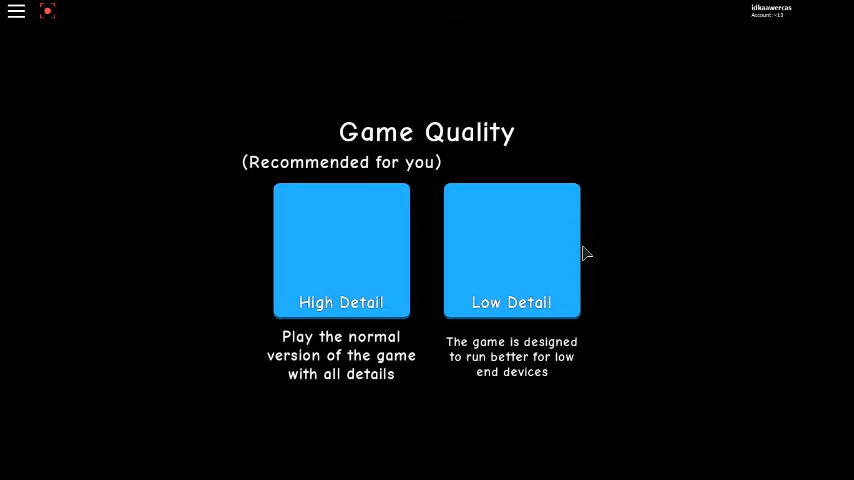 idkaawercas
Account: <13
Game Quality
(Recommended for you)
High Detail
Low Detail
Play the normal
version of the game
with all details
The game is designed
to run better for low
end devices